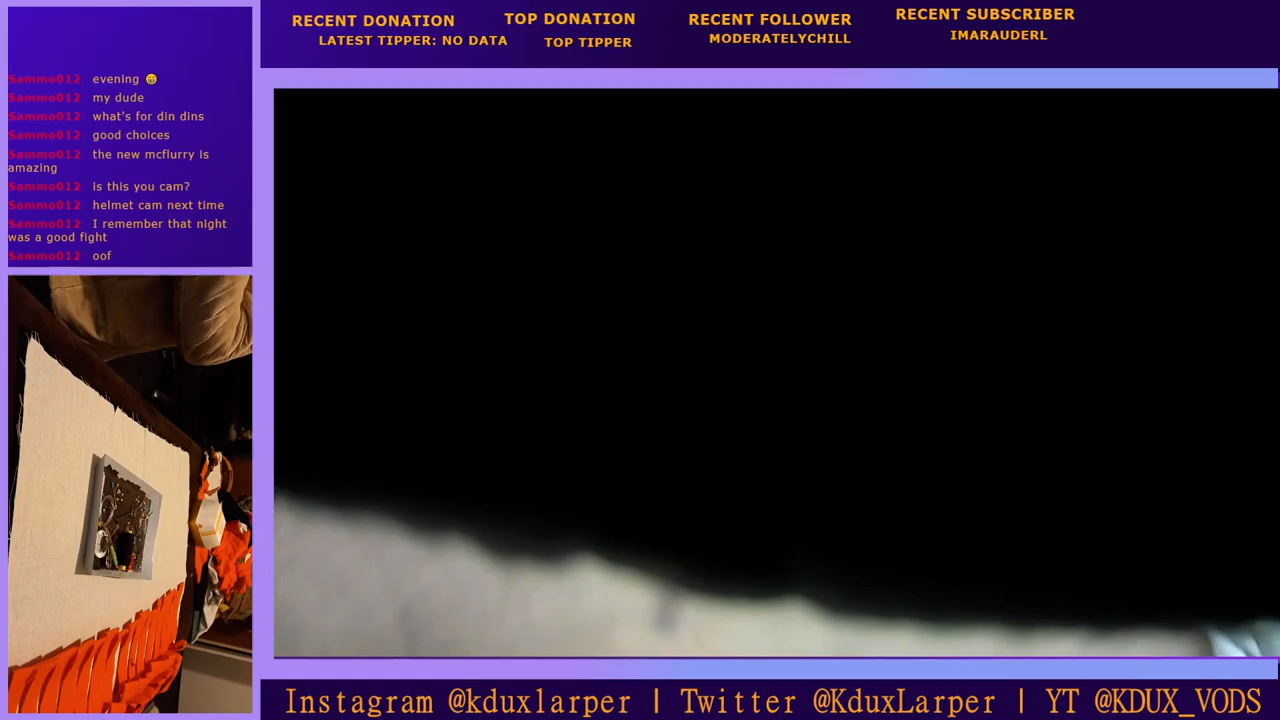 RECENT DONATION
LATEST TIPPER: NO DATA
TOP DONATION
TOP TIPPER
RECENT FOLLOWER
MODERATELYCHILL
RECENT SUBSCRIBER
IMARAUDERL
Sammo012 evening 😁
Sammo012 my dude
Sammo012 what's for din dins
Sammo012 good choices
Sammo012 the new mcflurry is
amazing
Sammo012 is this you cam?
Sammo012 helmet cam next time
Sammo012 I remember that night
was a good fight
Sammo012 oof
Instagram @kduxlarper | Twitter @KduxLarper | YT @KDUX_VODS